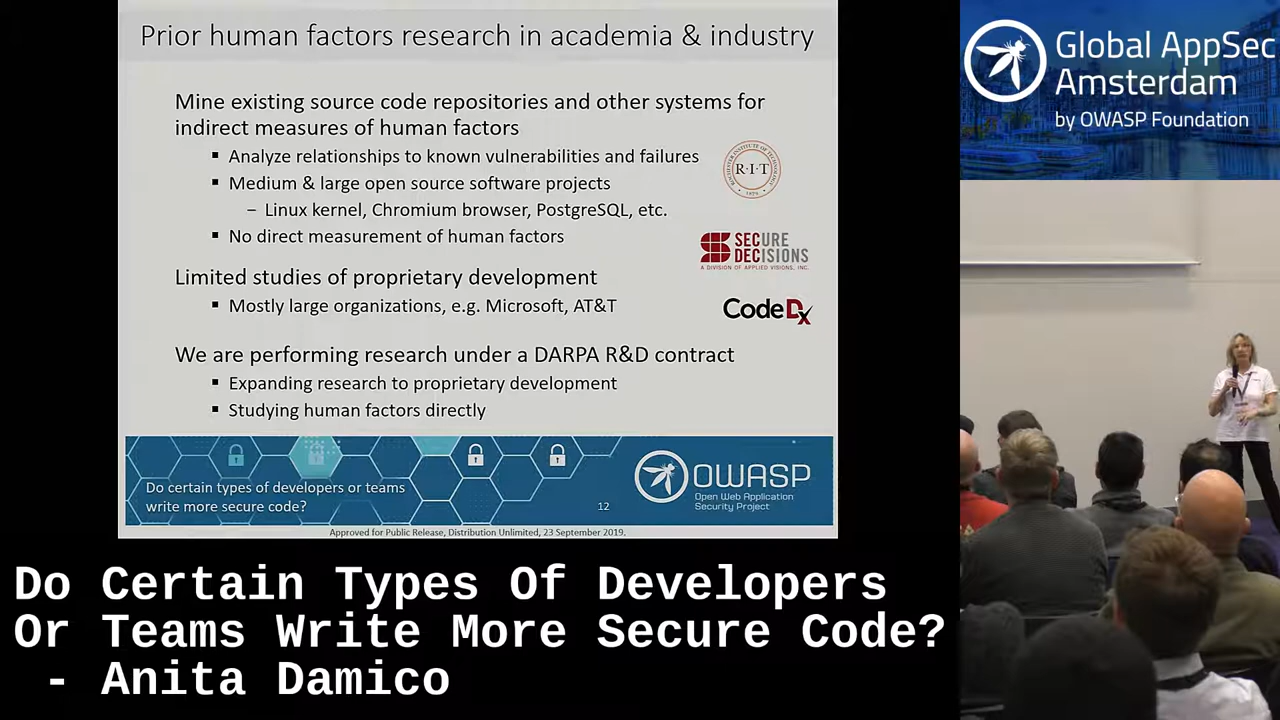 Prior human factors research in academia & industry
Mine existing source code repositories and other systems for
indirect measures of human factors
▪ Analyze relationships to known vulnerabilities and failures
▪ Medium & large open source software projects
− Linux kernel, Chromium browser, PostgreSQL, etc.
▪ No direct measurement of human factors
R·I·T
SECURE
DECISIONS
A DIVISION OF APPLIED VISIONS, INC.
Limited studies of proprietary development
▪ Mostly large organizations, e.g. Microsoft, AT&T
Code Dx
We are performing research under a DARPA R&D contract
▪ Expanding research to proprietary development
▪ Studying human factors directly
Do certain types of developers or teams
write more secure code?
12
OWASP
Open Web Application
Security Project
Approved for Public Release, Distribution Unlimited, 23 September 2019.
Global AppSec
Amsterdam
by OWASP Foundation
Do Certain Types Of Developers
Or Teams Write More Secure Code?
- Anita Damico